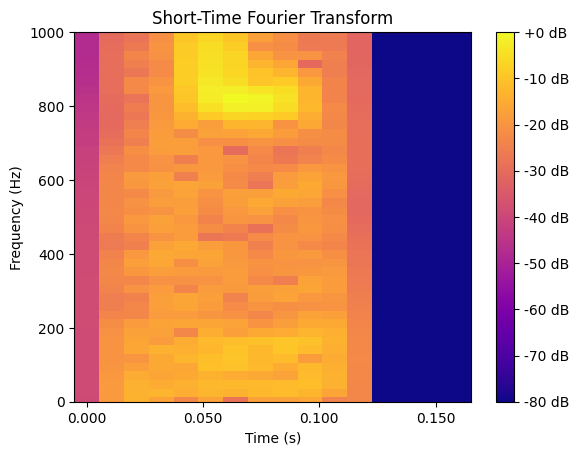 Short-Time Fourier Transform
1000
800
600
400
200
0
Frequency (Hz)
0.000
0.050
0.100
0.150
Time (s)
+0 dB
-10 dB
-20 dB
-30 dB
-40 dB
-50 dB
-60 dB
-70 dB
-80 dB